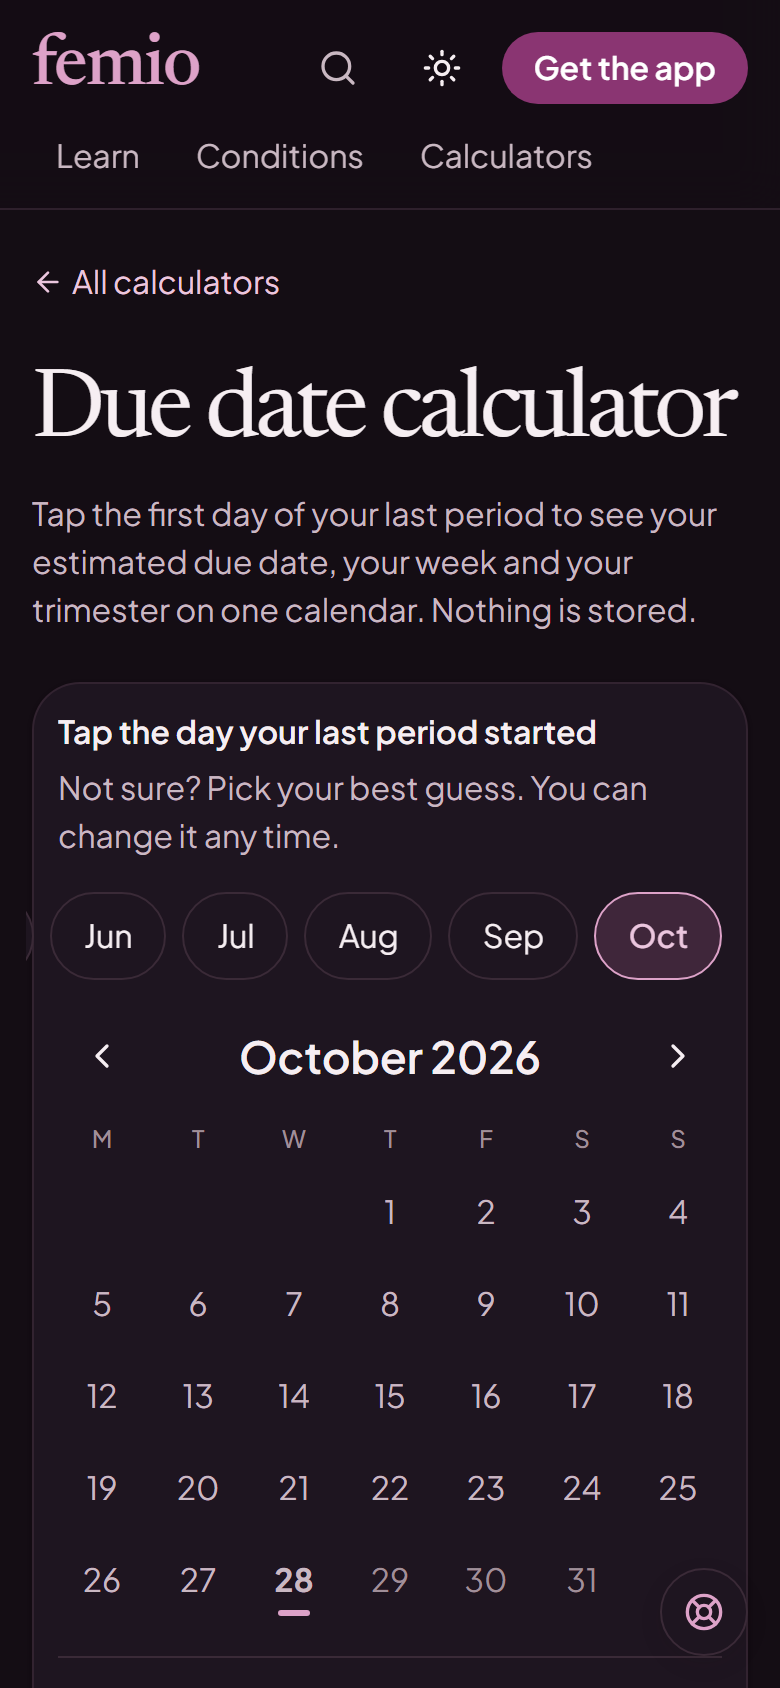 femio
Get the app
Learn Conditions Calculators
← All calculators
Due date calculator
Tap the first day of your last period to see your
estimated due date, your week and your
trimester on one calendar. Nothing is stored.
Tap the day your last period started
Not sure? Pick your best guess. You can
change it any time.
Jun Jul Aug Sep Oct
October 2026
M T W T F S S
1 2 3 4
5 6 7 8 9 10 11
12 13 14 15 16 17 18
19 20 21 22 23 24 25
26 27 28 29 30 31